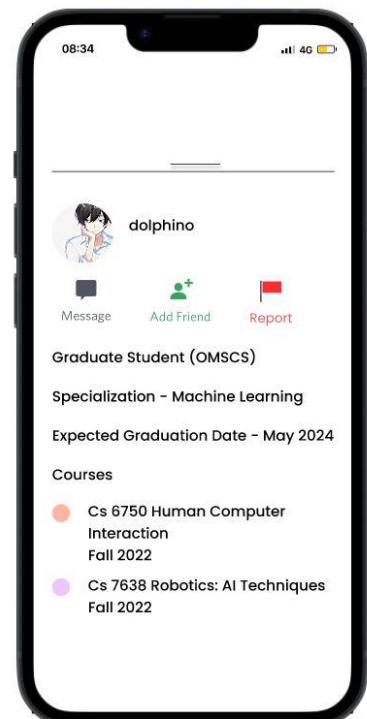 08:34 4G
dolphino
Message Add Friend Report
Graduate Student (OMSCS)
Specialization - Machine Learning
Expected Graduation Date - May 2024
Courses
Cs 6750 Human Computer
Interaction
Fall 2022
Cs 7638 Robotics: AI Techniques
Fall 2022